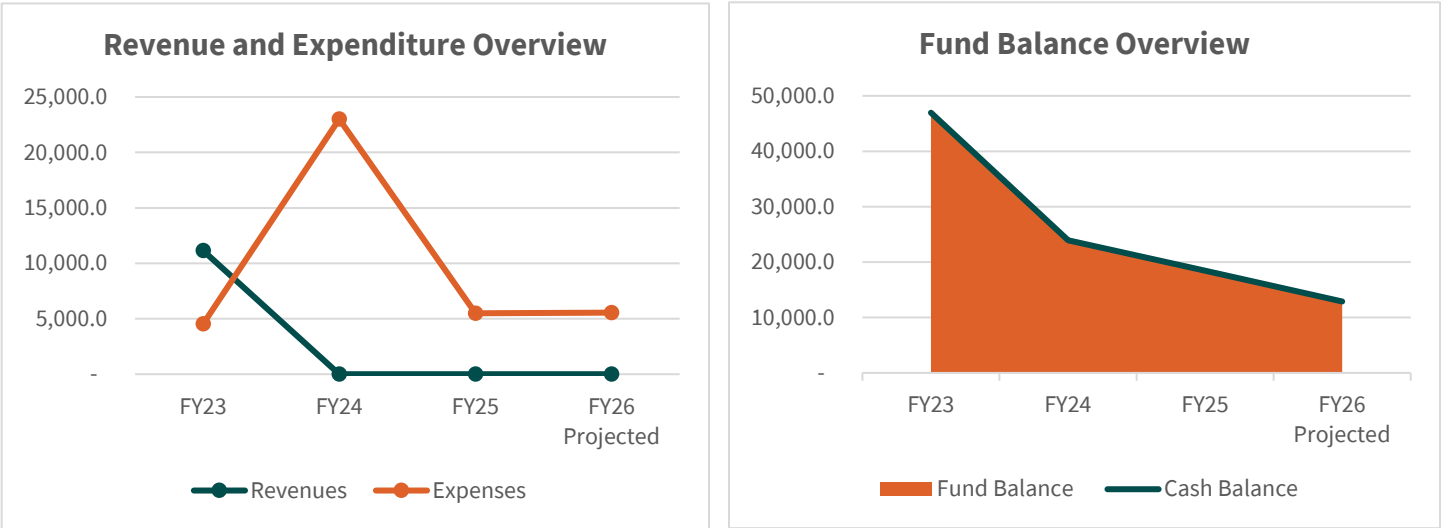 Revenue and Expenditure Overview
25,000.0
20,000.0
15,000.0
10,000.0
5,000.0
-
FY23 FY24 FY25 FY26
Projected
Revenues Expenses
Fund Balance Overview
50,000.0
40,000.0
30,000.0
20,000.0
10,000.0
-
FY23 FY24 FY25 FY26
Projected
Fund Balance Cash Balance